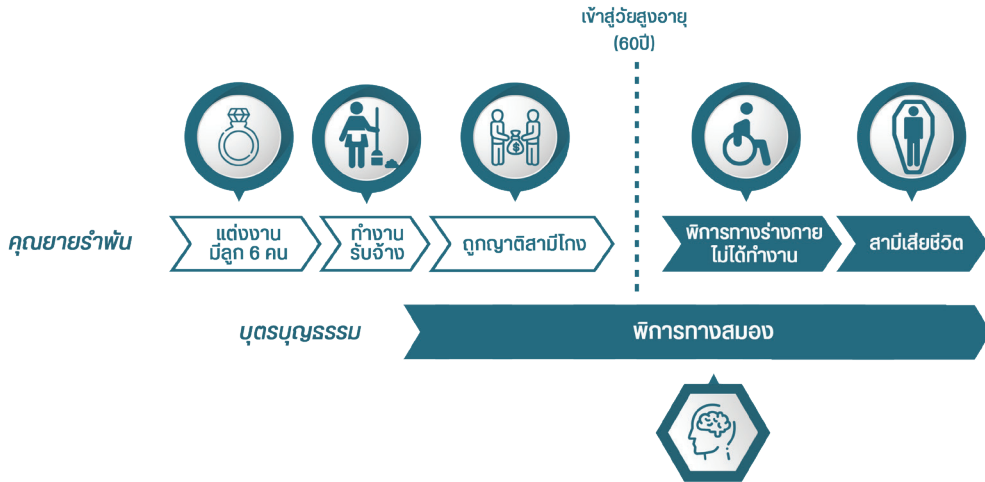 เข้าสู่วัยสูงอายุ
(60ปี)
คุณยายรำพัน
แต่งงาน
มีลูก 6 คน
ทำงาน
รับจ้าง
ถูกญาติสามีโกง
พิการทางร่างกาย
ไม่ได้ทำงาน
สามีเสียชีวิต
บุตรบุญธรรม
พิการทางสมอง